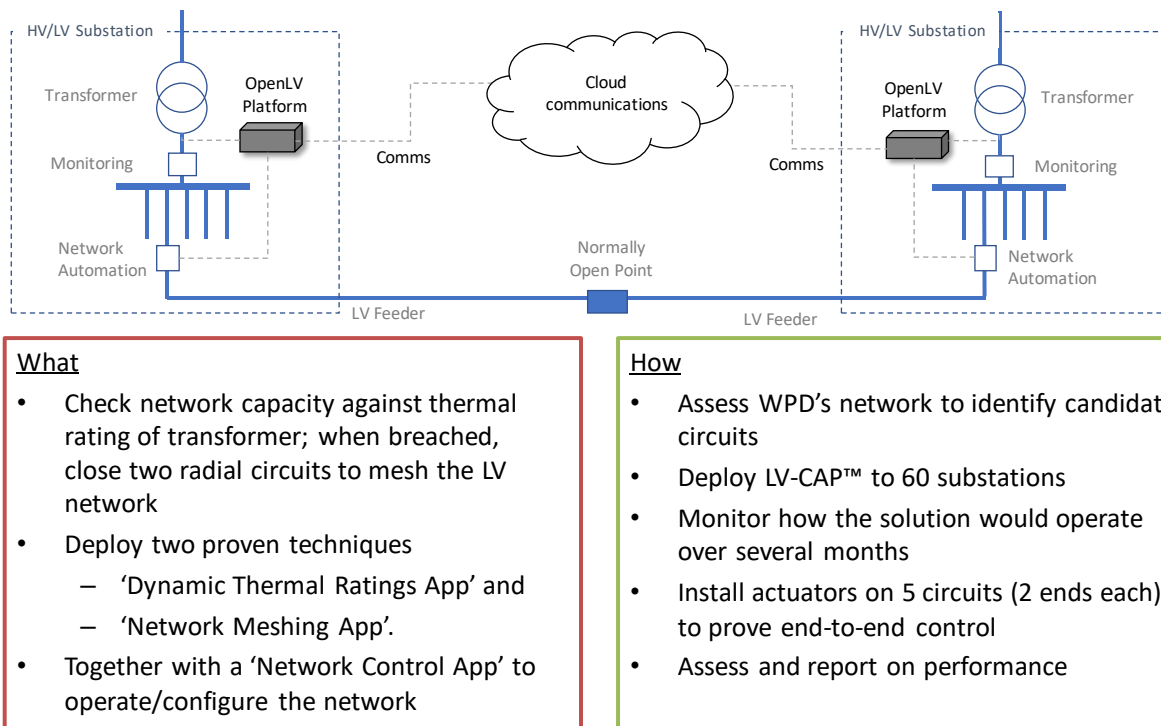 HV/LV Substation
HV/LV Substation
Transformer
OpenLV
Platform
Cloud
communications
OpenLV
Platform
Transformer
Monitoring
Comms
Comms
Monitoring
Network
Automation
Normally
Open Point
Network
Automation
LV Feeder
LV Feeder
What
• Check network capacity against thermal
rating of transformer; when breached,
close two radial circuits to mesh the LV
network
• Deploy two proven techniques
– ‘Dynamic Thermal Ratings App’ and
– ‘Network Meshing App’.
• Together with a ‘Network Control App’ to
operate/configure the network
How
• Assess WPD’s network to identify candidat
circuits
• Deploy LV-CAP™ to 60 substations
• Monitor how the solution would operate
over several months
• Install actuators on 5 circuits (2 ends each)
to prove end-to-end control
• Assess and report on performance